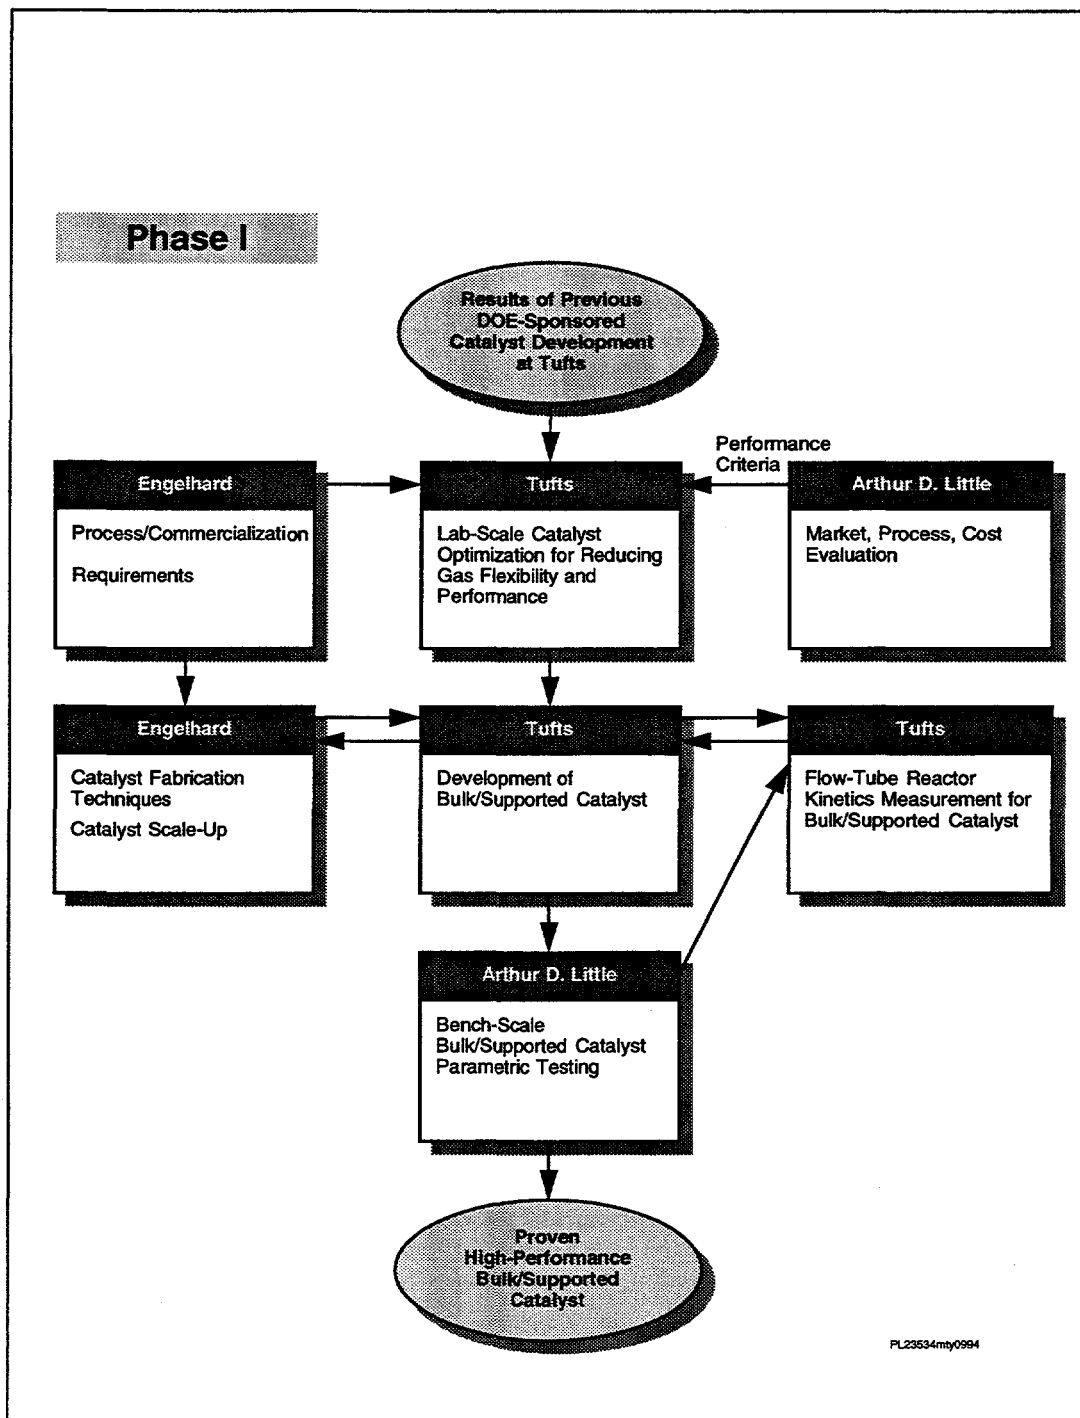 Phase I
Results of Previous
DOE-Sponsored
Catalyst Development
at Tufts
Performance
Criteria
Engelhard
Process/Commercialization
Requirements
Tufts
Lab-Scale Catalyst
Optimization for Reducing
Gas Flexibility and
Performance
Arthur D. Little
Market, Process, Cost
Evaluation
Engelhard
Catalyst Fabrication
Techniques
Catalyst Scale-Up
Tufts
Development of
Bulk/Supported Catalyst
Tufts
Flow-Tube Reactor
Kinetics Measurement for
Bulk/Supported Catalyst
Arthur D. Little
Bench-Scale
Bulk/Supported Catalyst
Parametric Testing
Proven
High-Performance
Bulk/Supported
Catalyst
PL23534mty0994